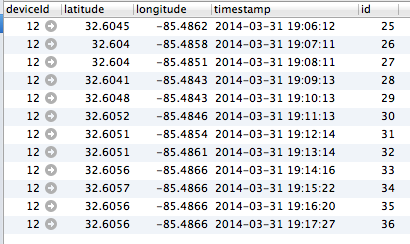 deviceId latitude longitude timestamp id
12 32.6045 -85.4862 2014-03-31 19:06:12 25
12 32.604 -85.4858 2014-03-31 19:07:11 26
12 32.604 -85.4851 2014-03-31 19:08:11 27
12 32.6041 -85.4843 2014-03-31 19:09:13 28
12 32.6048 -85.4843 2014-03-31 19:10:13 29
12 32.6052 -85.4846 2014-03-31 19:11:13 30
12 32.6051 -85.4854 2014-03-31 19:12:14 31
12 32.6051 -85.4861 2014-03-31 19:13:14 32
12 32.6056 -85.4866 2014-03-31 19:14:16 33
12 32.6057 -85.4866 2014-03-31 19:15:22 34
12 32.6056 -85.4866 2014-03-31 19:16:20 35
12 32.6056 -85.4866 2014-03-31 19:17:27 36